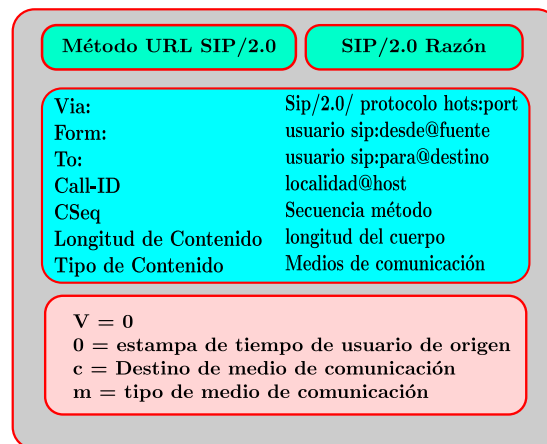 Método URL SIP/2.0 SIP/2.0 Razón
Via: Sip/2.0/ protocolo hots:port
Form: usuario sip:desde@fuente
To: usuario sip:para@destino
Call-ID localidad@host
CSeq Secuencia método
Longitud de Contenido longitud del cuerpo
Tipo de Contenido Medios de comunicación
V = 0
0 = estampa de tiempo de usuario de origen
c = Destino de medio de comunicación
m = tipo de medio de comunicación